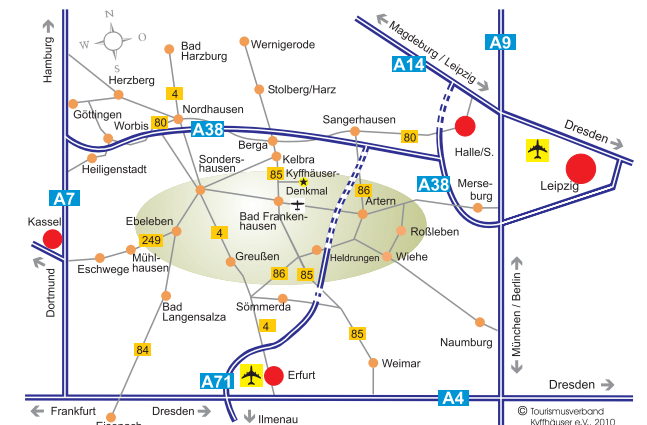 N
W
O
S
Hamburg
Bad
Harzburg
Wernigerode
Magdeburg / Leipzig
A9
A14
Herzberg
Stolberg/Harz
4
Göttingen
Nordhausen
Worbis
80
A38
Sangerhausen
80
Dresden
Berga
Halle/S.
Heiligenstadt
Sonders-
hausen
Kelbra
85
Kyffhäuser-
Denkmal
86
A38
Merse-
burg
Leipzig
A7
Artern
Kassel
Ebeleben
Bad Franken-
hausen
249
4
Roßleben
Mühl-
hausen
Eschwege
Greußen
Heldrungen
Wiehe
86
85
Dortmund
Bad
Langensalza
Sömmerda
4
85
München / Berlin
Naumburg
84
Weimar
A71
Erfurt
A4
Dresden
Frankfurt
Dresden
Ilmenau
© Tourismusverband
Kyffhäuser e.V., 2010